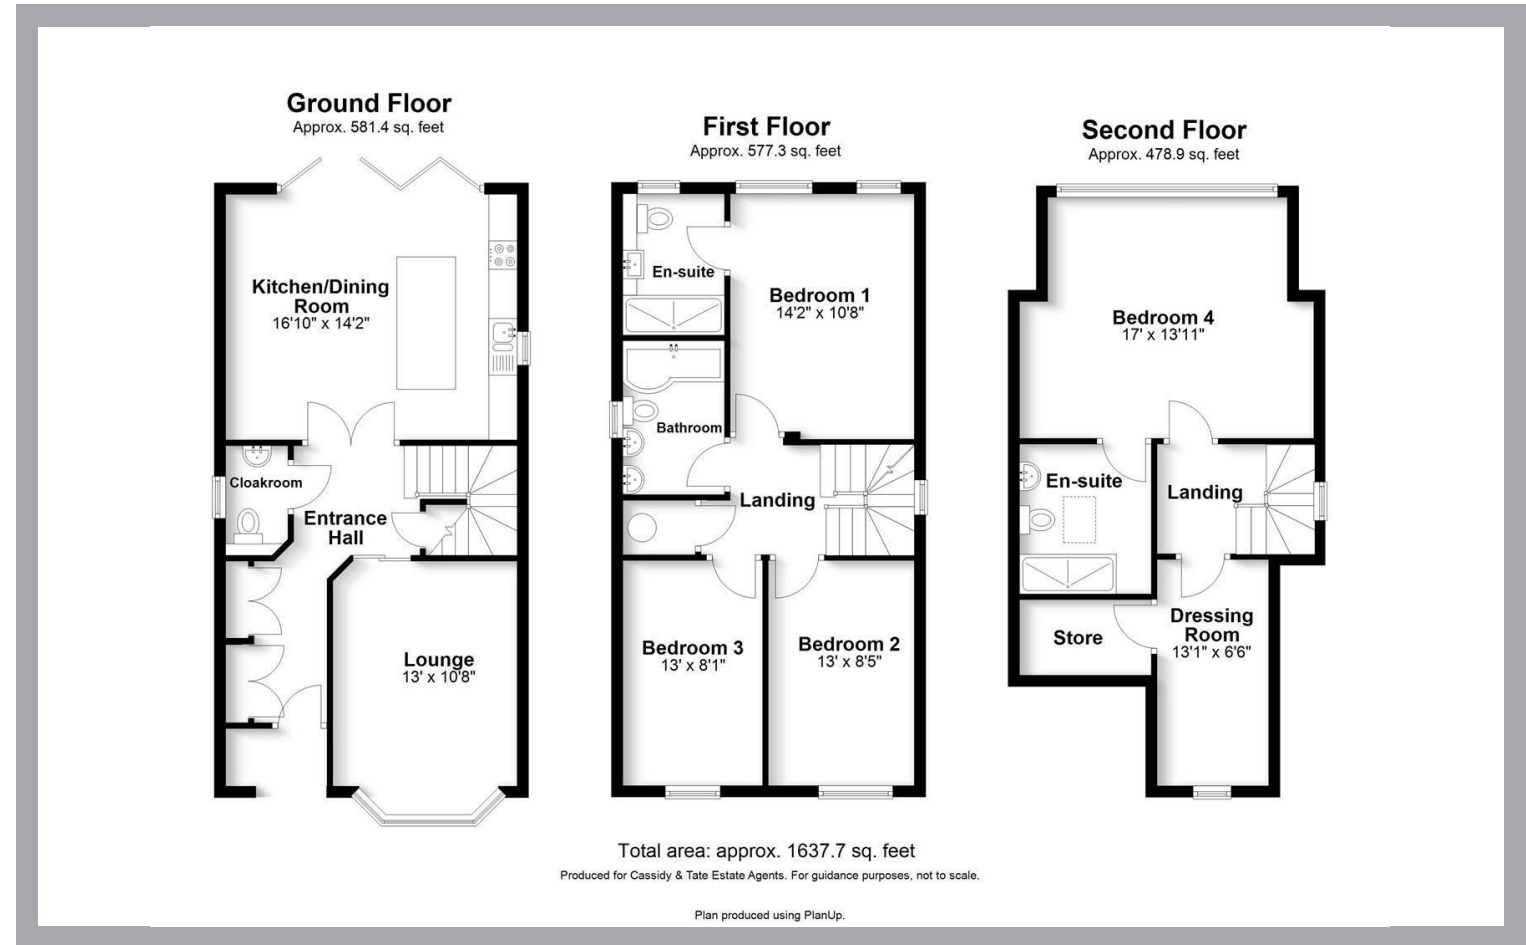 Ground Floor
Approx. 581.4 sq. feet
Kitchen/Dining
Room
16'10" x 14'2"
Cloakroom
Entrance
Hall
Lounge
13' x 10'8"
First Floor
Approx. 577.3 sq. feet
En-suite
Bedroom 1
14'2" x 10'8"
Bathroom
Landing
Bedroom 3
13' x 8'1"
Bedroom 2
13' x 8'5"
Second Floor
Approx. 478.9 sq. feet
Bedroom 4
17' x 13'11"
En-suite
Landing
Store
Dressing
Room
13'1" x 6'6"
Total area: approx. 1637.7 sq. feet
Produced for Cassidy & Tate Estate Agents. For guidance purposes, not to scale.
Plan produced using PlanUp.